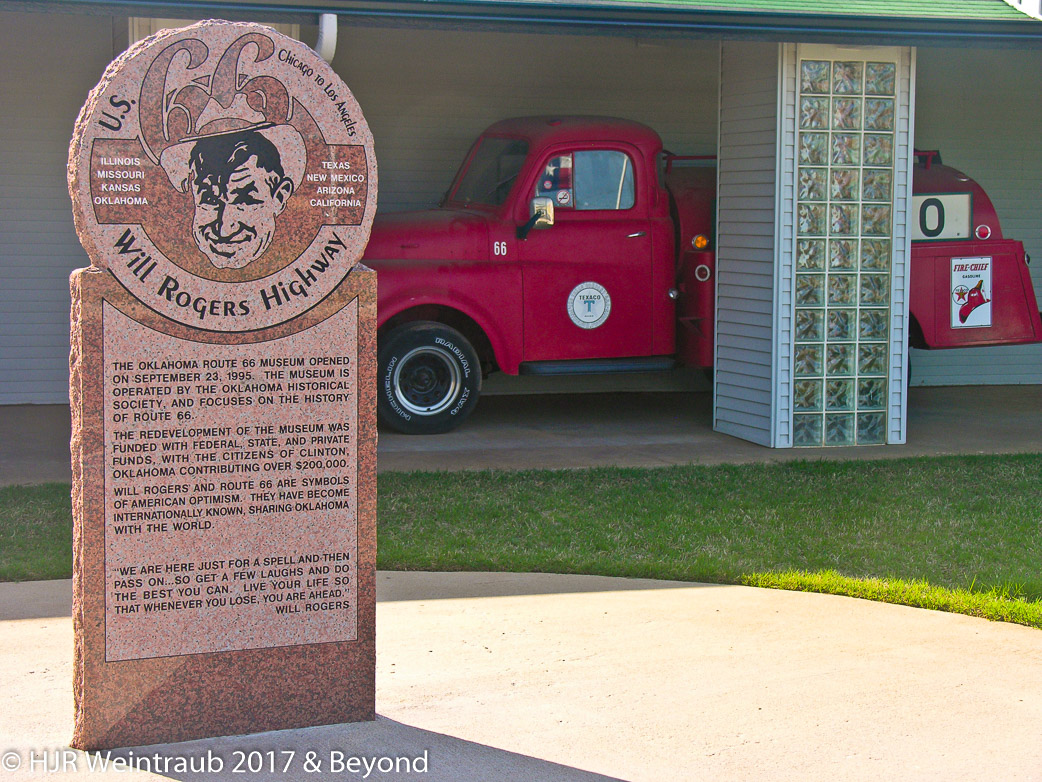 66
Chicago to Los Angeles
U.S.
ILLINOIS
MISSOURI
KANSAS
OKLAHOMA
TEXAS
NEW MEXICO
ARIZONA
CALIFORNIA
Will Rogers Highway
THE OKLAHOMA ROUTE 66 MUSEUM OPENED
ON SEPTEMBER 23, 1995. THE MUSEUM IS
OPERATED BY THE OKLAHOMA HISTORICAL
SOCIETY, AND FOCUSES ON THE HISTORY
OF ROUTE 66.
THE REDEVELOPMENT OF THE MUSEUM WAS
FUNDED WITH FEDERAL, STATE, AND PRIVATE
FUNDS, WITH THE CITIZENS OF CLINTON,
OKLAHOMA CONTRIBUTING OVER $200,000.
WILL ROGERS AND ROUTE 66 ARE SYMBOLS
OF AMERICAN OPTIMISM. THEY HAVE BECOME
INTERNATIONALLY KNOWN, SHARING OKLAHOMA
WITH THE WORLD.
"WE ARE HERE JUST FOR A SPELL AND THEN
PASS ON...SO GET A FEW LAUGHS AND DO
THE BEST YOU CAN. LIVE YOUR LIFE SO
THAT WHENEVER YOU LOSE, YOU ARE AHEAD."
WILL ROGERS
66
TEXACO
T
O
FIRE-CHIEF
GASOLINE
© HJR Weintraub 2017 & Beyond